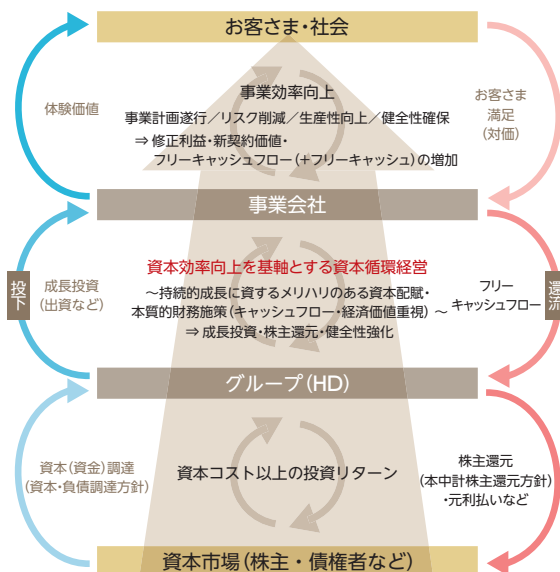 お客さま・社会
体験価値
事業効率向上
事業計画遂行／リスク削減／生産性向上／健全性確保
⇒ 修正利益・新契約価値・
フリーキャッシュフロー（＋フリーキャッシュ）の増加
お客さま
満足
（対価）
事業会社
投下
成長投資
（出資など）
資本効率向上を基軸とする資本循環経営
～持続的成長に資するメリハリのある資本配賦・
本質的財務施策（キャッシュフロー・経済価値重視）～
⇒ 成長投資・株主還元・健全性強化
フリー
キャッシュフロー
還流
グループ（HD）
資本（資金）調達
（資本・負債調達方針）
資本コスト以上の投資リターン
株主還元
（本中計株主還元方針）
・元利払いなど
資本市場（株主・債権者など）